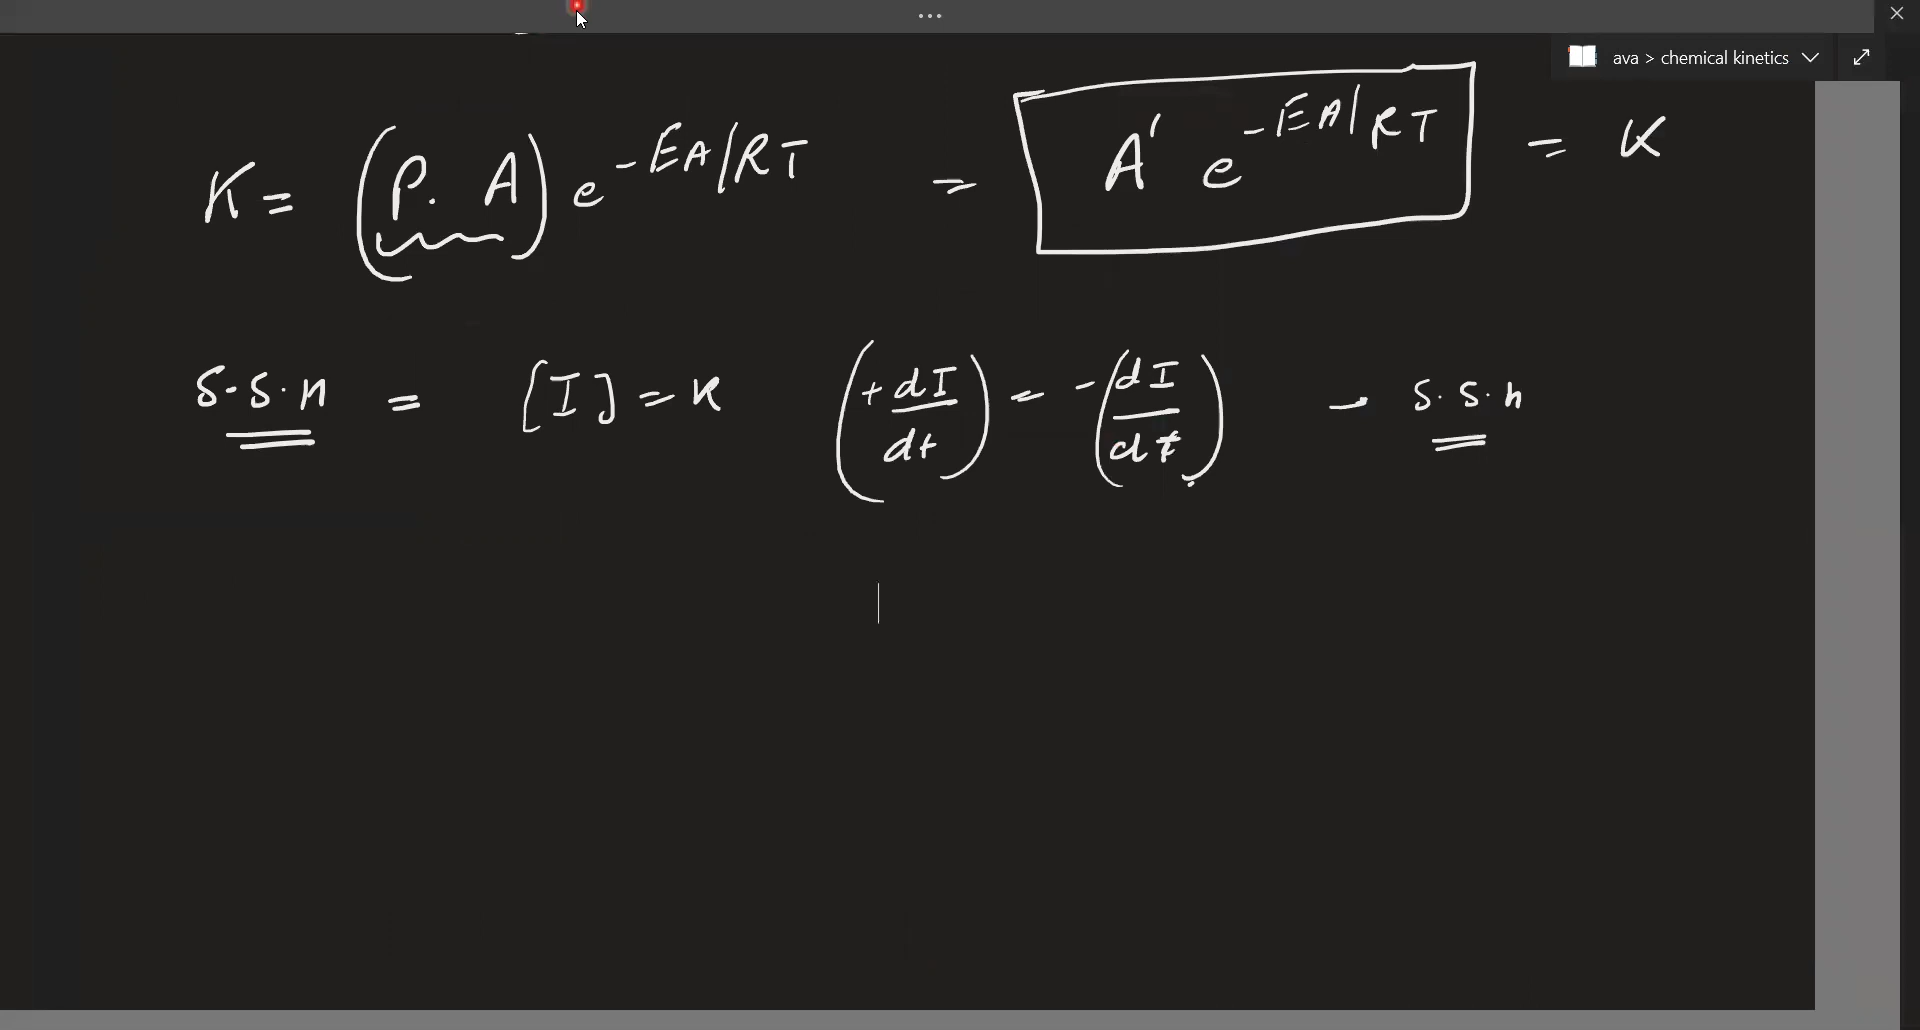 ...
ava > chemical kinetics
K = (P. A) e^-EA/RT = A' e^-EA/RT = K
S.S.H = [I] = K (+dI/dt) = -(dI/dt) → S.S.h